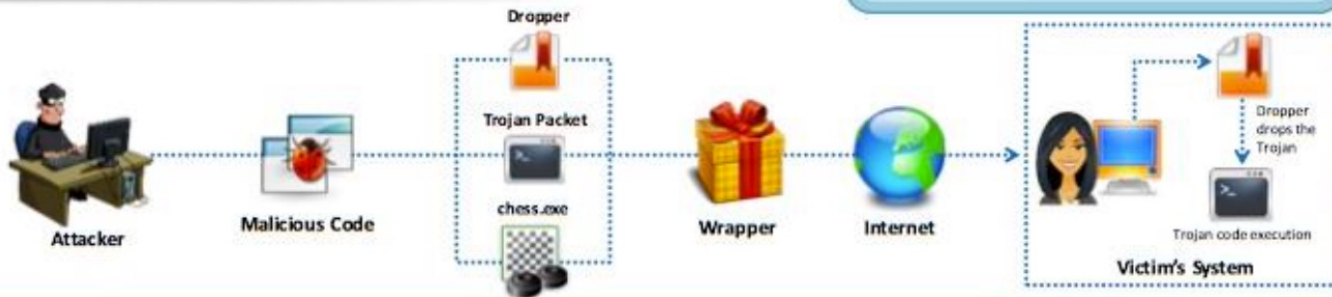 Dropper
Trojan Packet
chess.exe
Attacker
Malicious Code
Wrapper
Internet
Dropper
drops the
Trojan
Trojan code execution
Victim's System